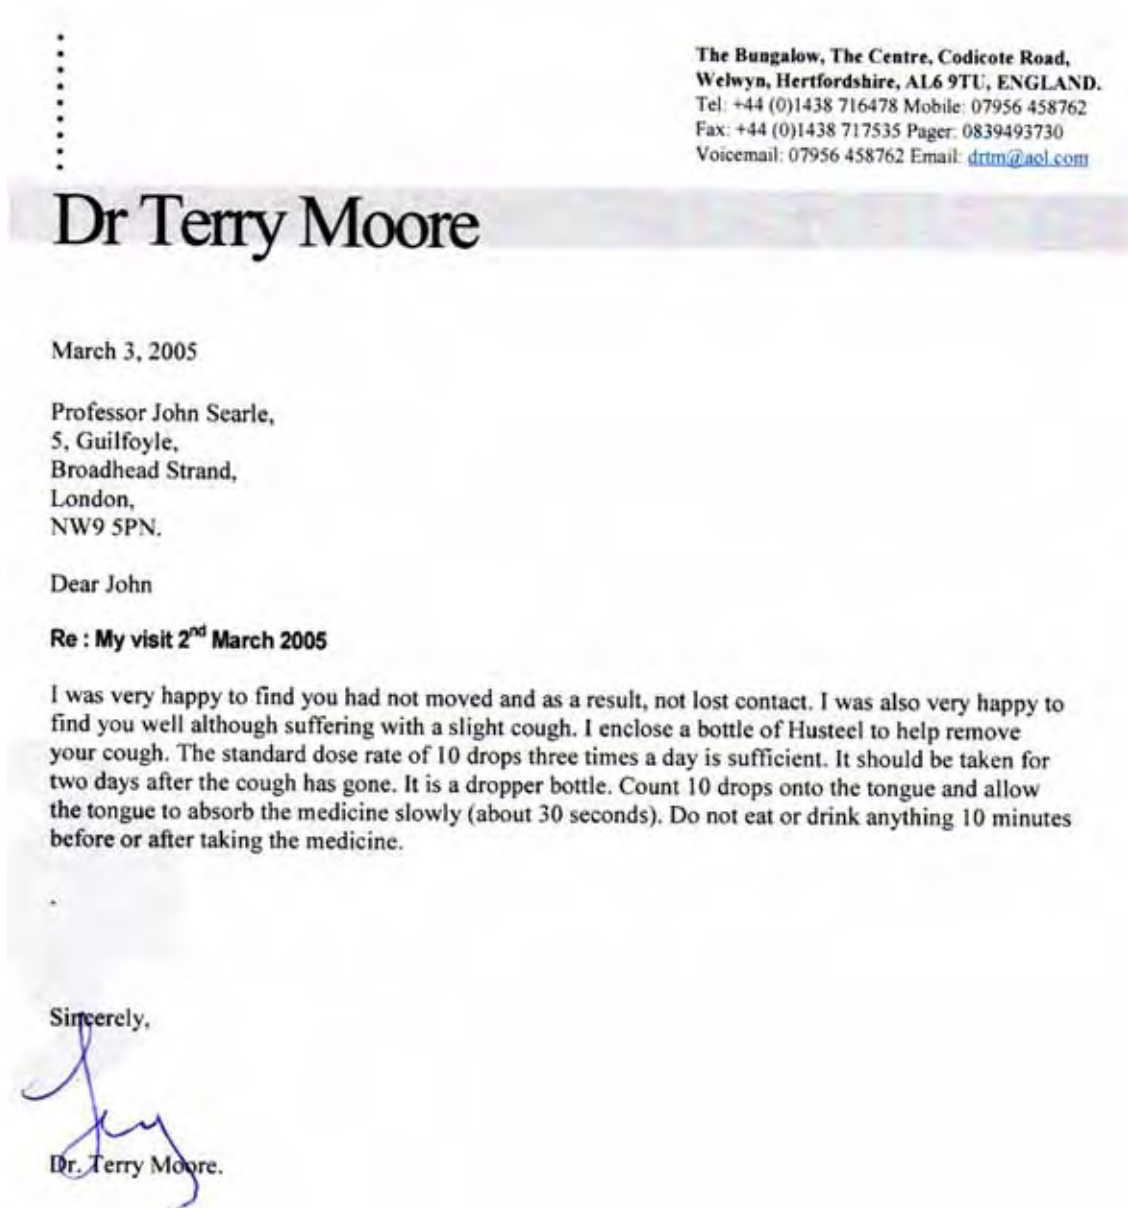 The Bungalow, The Centre, Codicote Road,
Welwyn, Hertfordshire, AL6 9TU, ENGLAND.
Tel: +44 (0)1438 716478 Mobile: 07956 458762
Fax: +44 (0)1438 717535 Pager: 0839493730
Voicemail: 07956 458762 Email: drtm@aol.com
Dr Terry Moore
March 3, 2005
Professor John Searle,
5, Guilfoyle,
Broadhead Strand,
London,
NW9 5PN.
Dear John
Re : My visit 2nd March 2005
I was very happy to find you had not moved and as a result, not lost contact. I was also very happy to
find you well although suffering with a slight cough. I enclose a bottle of Husteel to help remove
your cough. The standard dose rate of 10 drops three times a day is sufficient. It should be taken for
two days after the cough has gone. It is a dropper bottle. Count 10 drops onto the tongue and allow
the tongue to absorb the medicine slowly (about 30 seconds). Do not eat or drink anything 10 minutes
before or after taking the medicine.
.
Sincerely,
Terry
Dr. Terry Moore.